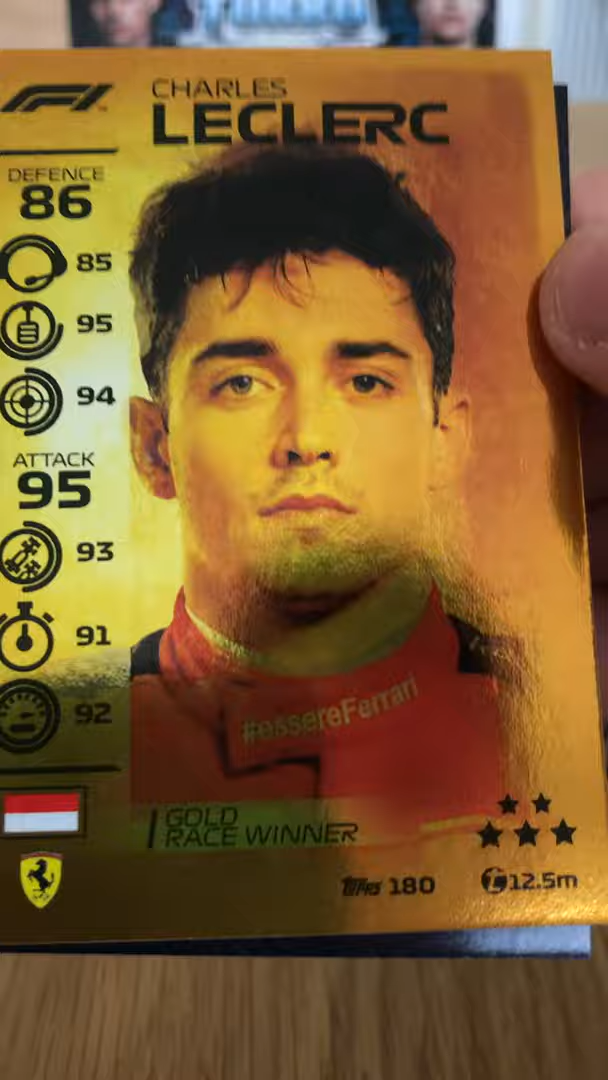 F1
CHARLES
LECLERC
DEFENCE
86
85
95
94
ATTACK
95
93
91
92
#essereFerrari
GOLD
RACE WINNER
TOPPS 180
12.5m